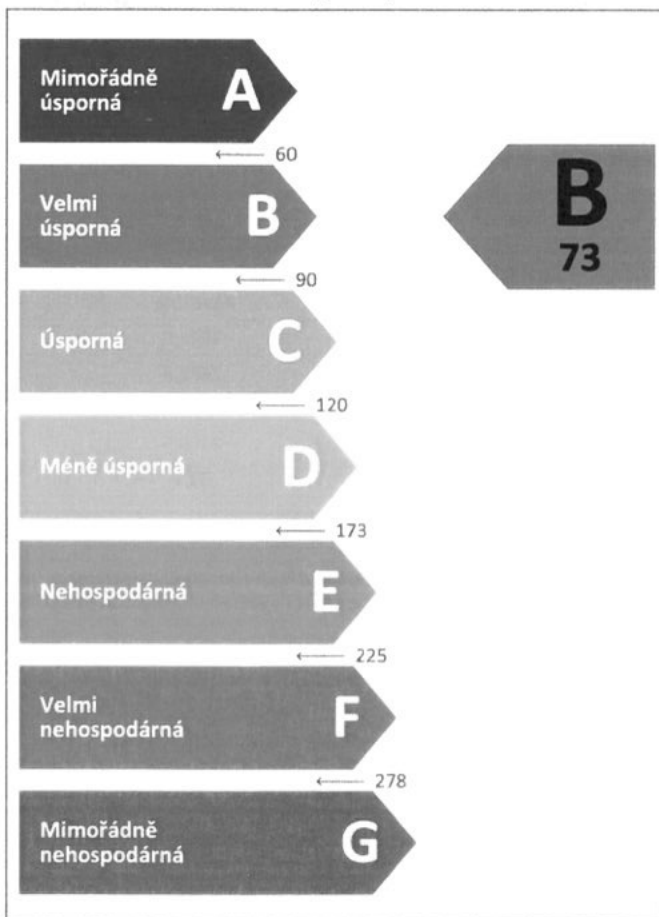 Mimořádně
úsporná
A
← 60
Velmi
úsporná
B
← 90
Úsporná
C
← 120
Méně úsporná
D
← 173
Nehospodárná
E
← 225
Velmi
nehospodárná
F
← 278
Mimořádně
nehospodárná
G
B
73